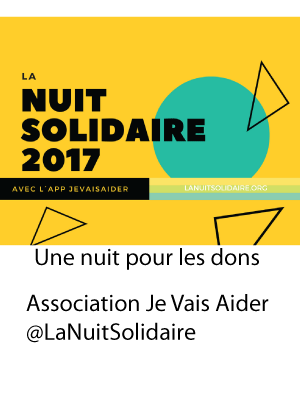 LA
NUIT
SOLIDAIRE
2017
AVEC L'APP JEVAISAIDER
LANUITSOLIDAIRE.ORG
Une nuit pour les dons
Association Je Vais Aider
@LaNuitSolidaire